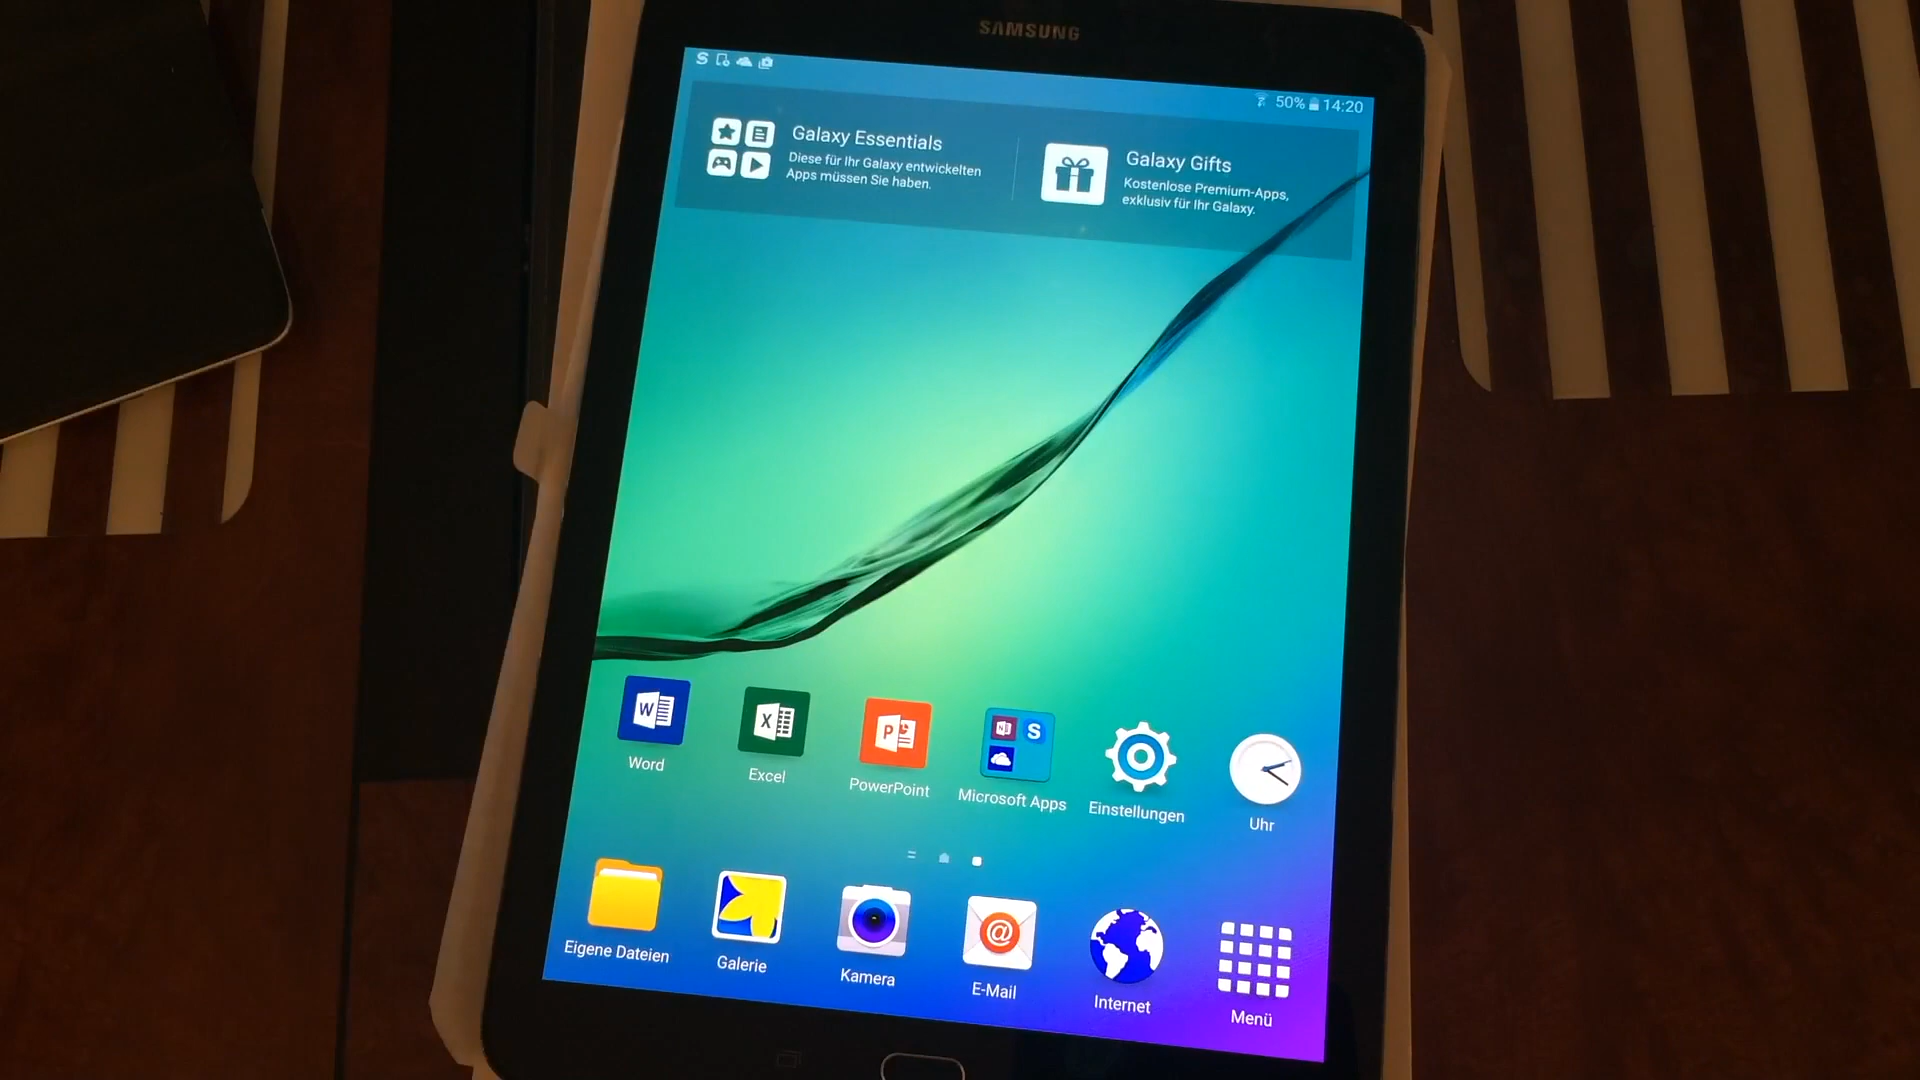 SAMSUNG
50% 14:20
Galaxy Essentials
Diese für Ihr Galaxy entwickelten
Apps müssen Sie haben.
Galaxy Gifts
Kostenlose Premium-Apps,
exklusiv für Ihr Galaxy.
Word
Excel
PowerPoint
Microsoft Apps
Einstellungen
Uhr
Eigene Dateien
Galerie
Kamera
E-Mail
Internet
Menü